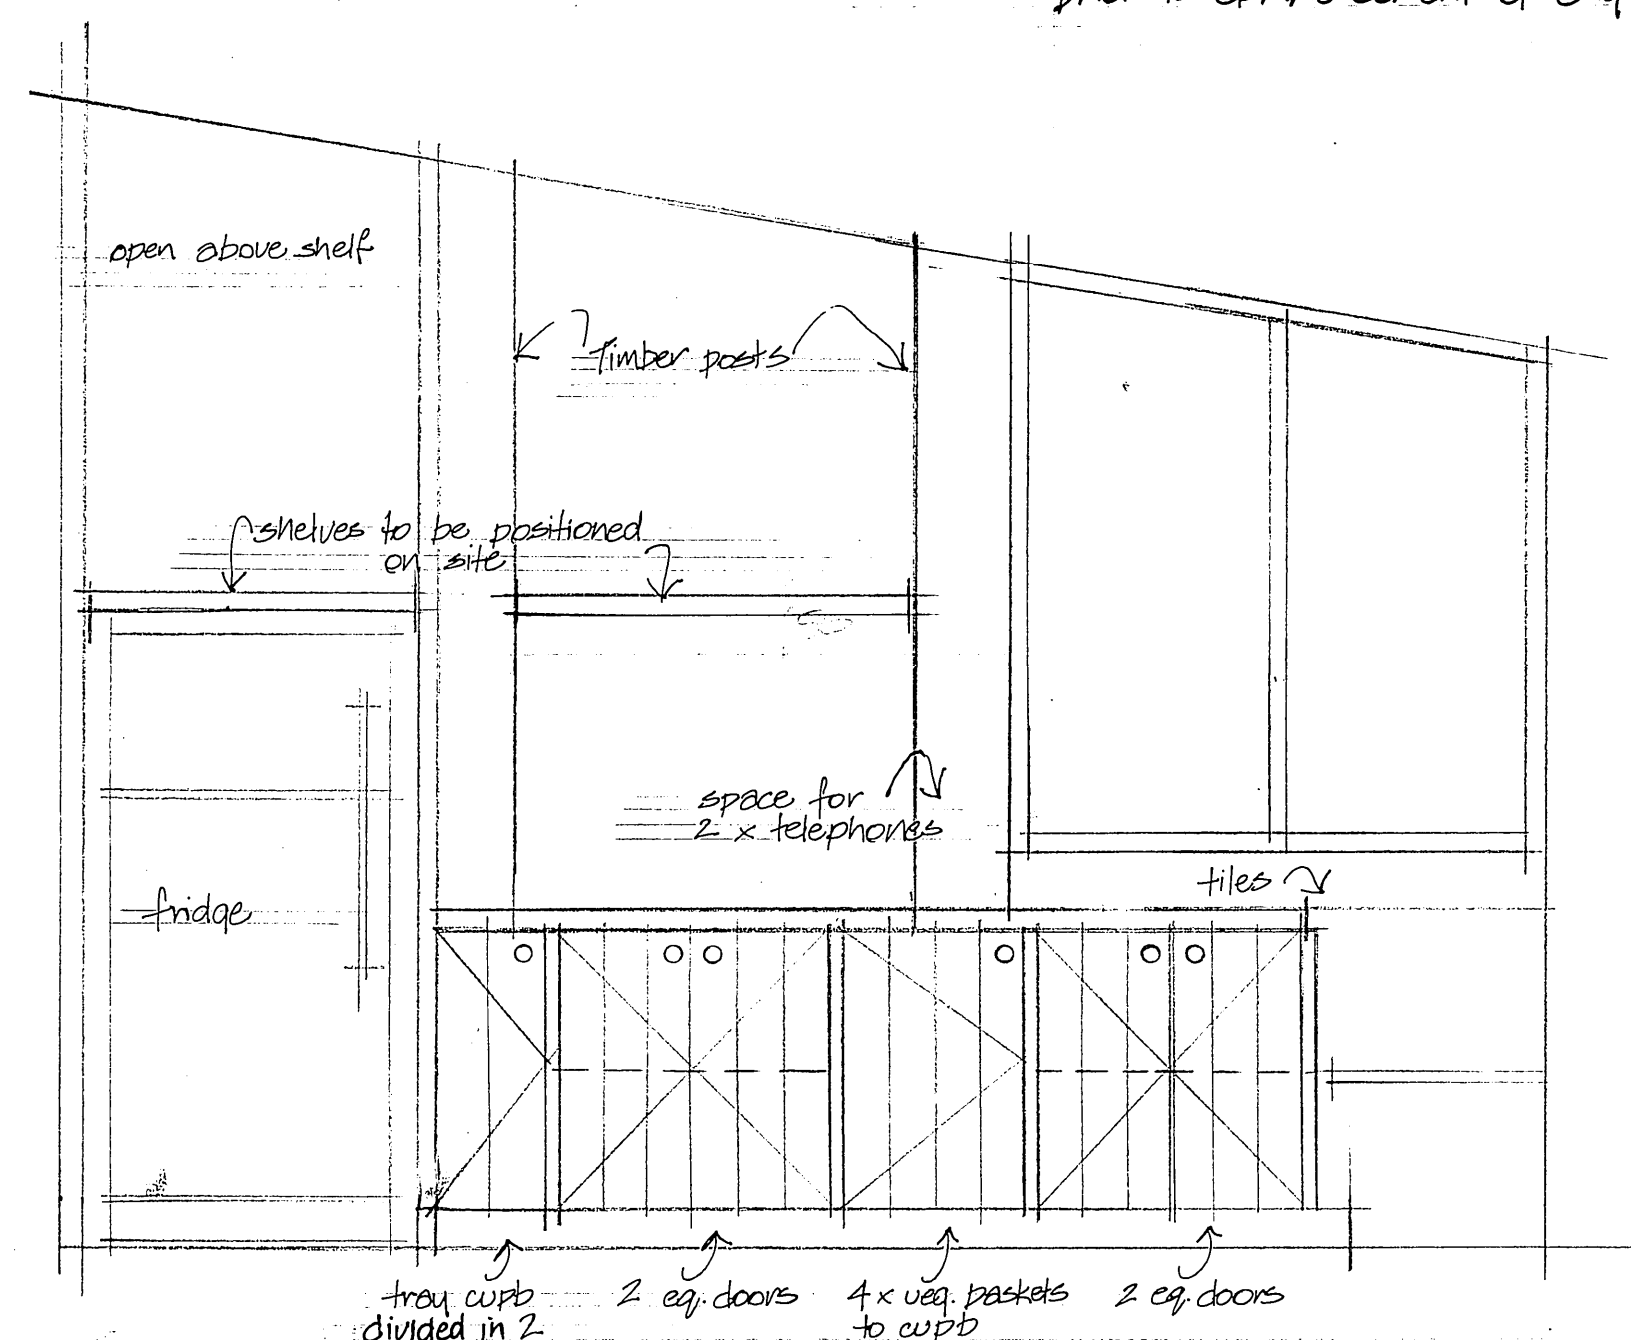 open above shelf
Timber posts
shelves to be positioned
on site
space for
2 x telephones
tiles
fridge
tray cupb
divided in 2
2 eq. doors
4 x veg. baskets
to cupb
2 eq. doors